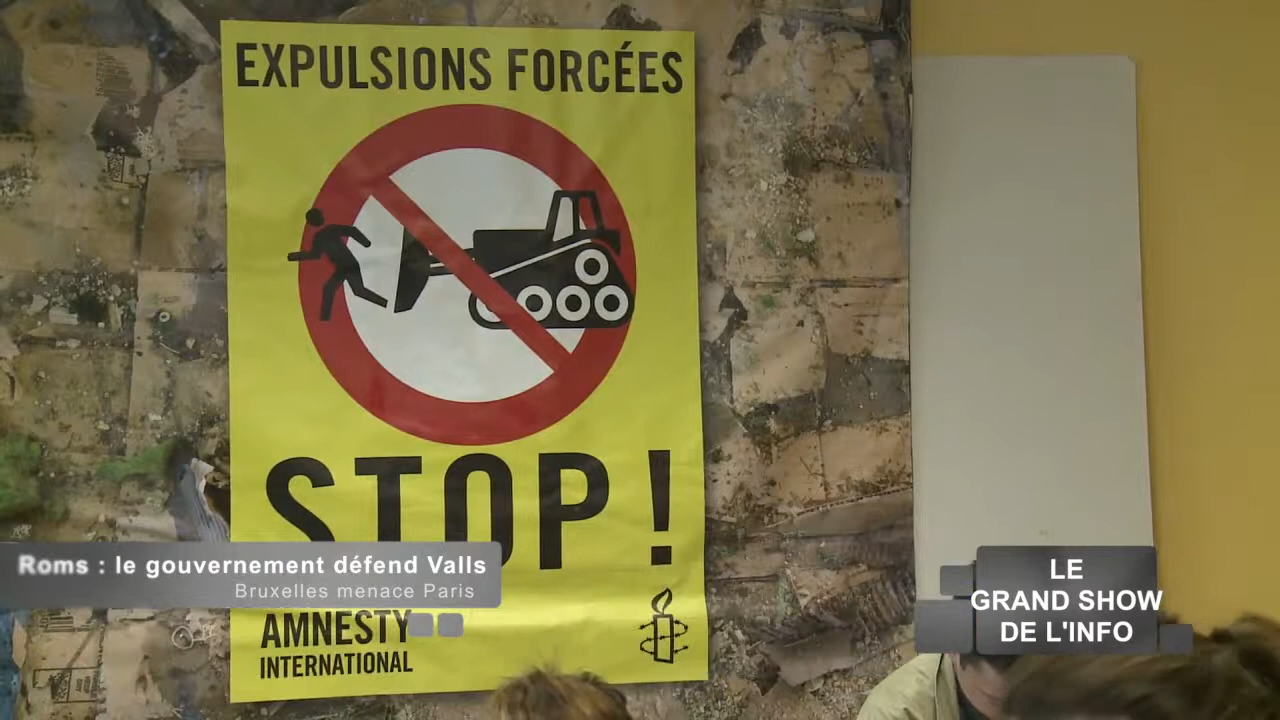 EXPULSIONS FORCÉES
STOP !
Roms : le gouvernement défend Valls
Bruxelles menace Paris
AMNESTY
INTERNATIONAL
LE
GRAND SHOW
DE L'INFO